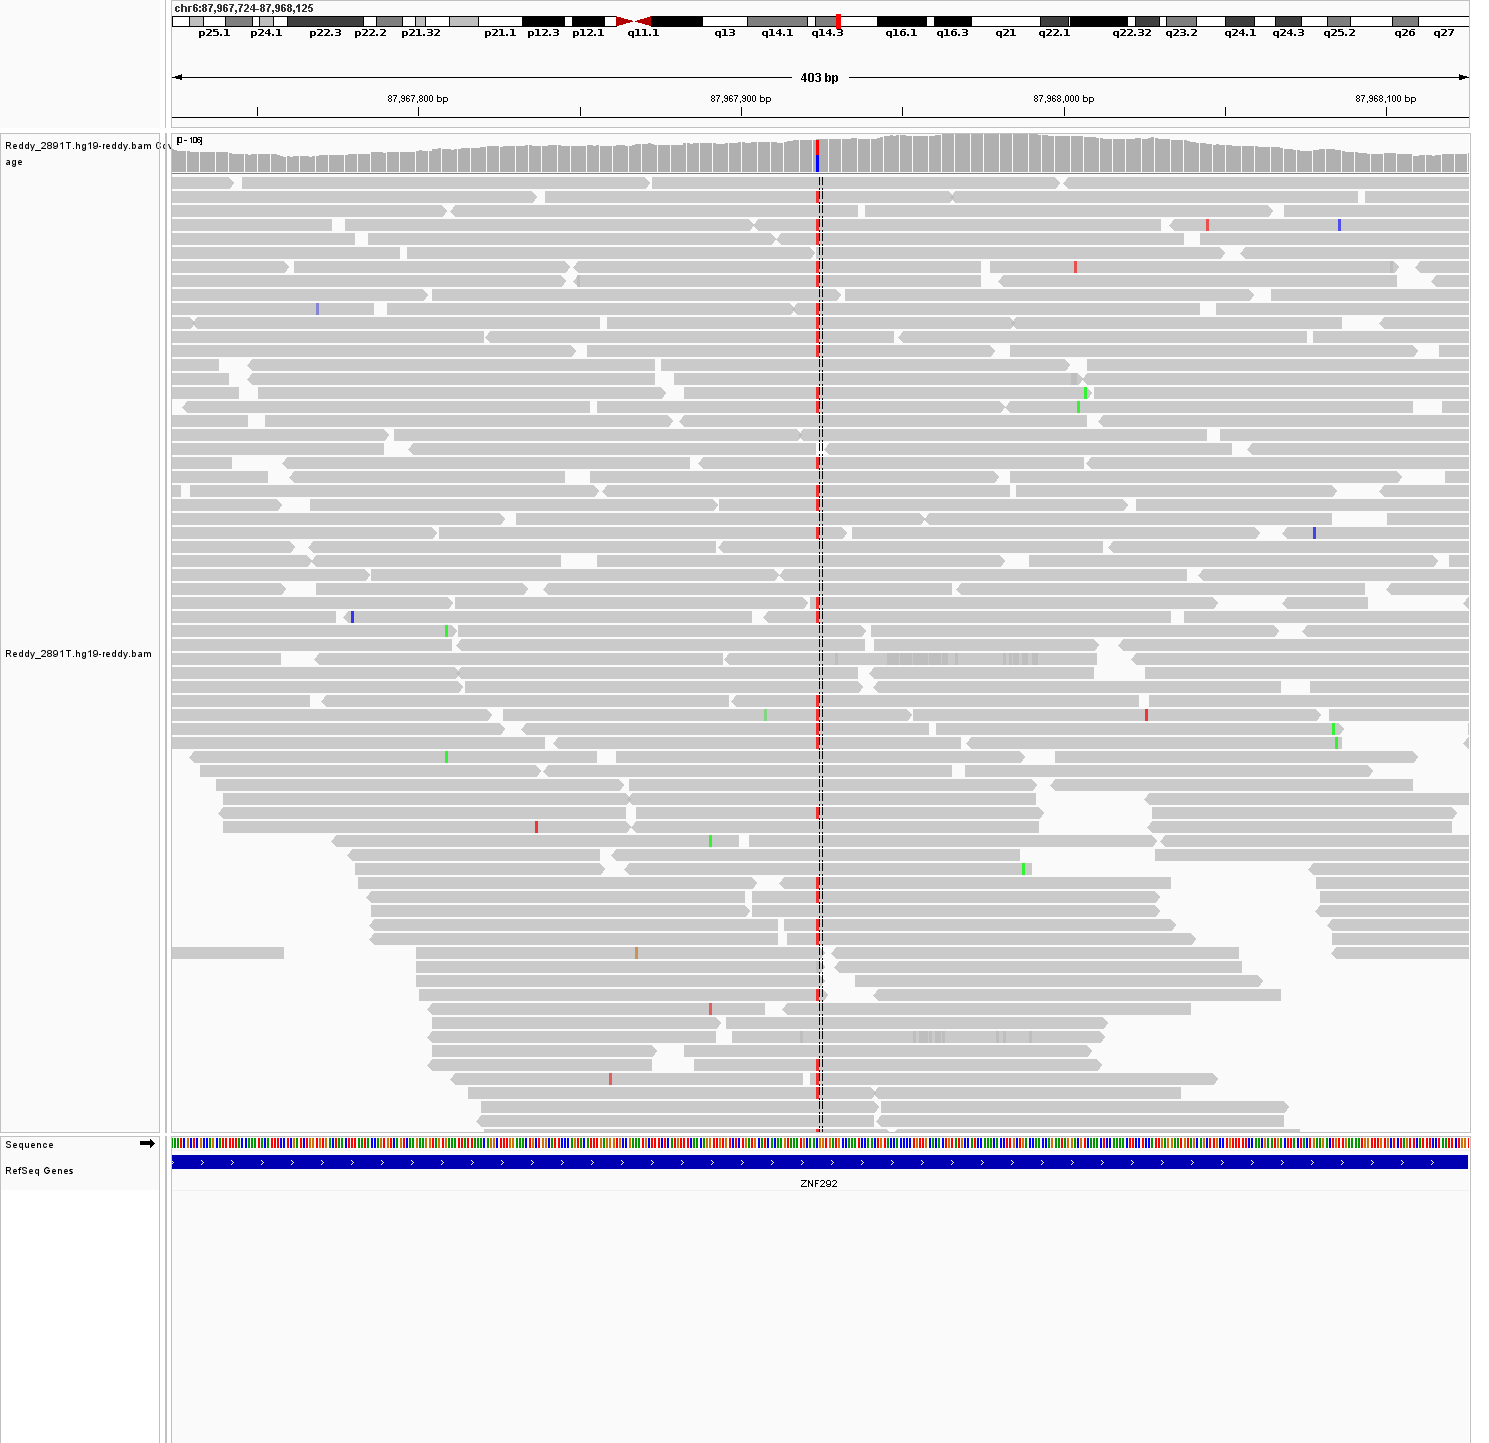 chr6:87,967,724-87,968,125
p25.1 p24.1 p22.3 p22.2 p21.32 p21.1 p12.3 p12.1 q11.1 q13 q14.1 q14.3 q16.1 q16.3 q21 q22.1 q22.32 q23.2 q24.1 q24.3 q25.2 q26 q27
403 bp
87,967,800 bp 87,967,900 bp 87,968,000 bp 87,968,100 bp
[0 - 106]
Reddy_2891T.hg19-reddy.bam Cov
age
Reddy_2891T.hg19-reddy.bam
Sequence
RefSeq Genes
ZNF292